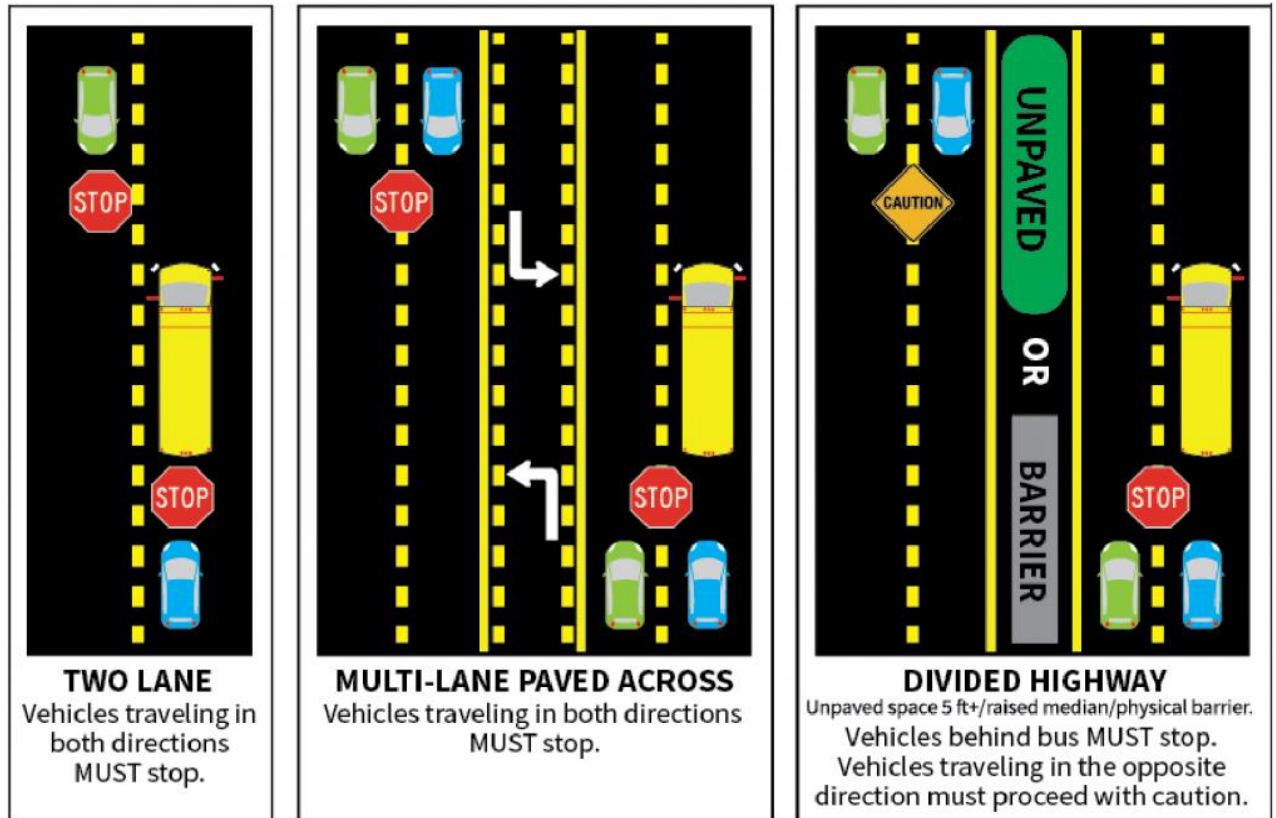 STOP
STOP
TWO LANE
Vehicles traveling in
both directions
MUST stop.
STOP
STOP
MULTI-LANE PAVED ACROSS
Vehicles traveling in both directions
MUST stop.
CAUTION
UNPAVED
OR
BARRIER
STOP
DIVIDED HIGHWAY
Unpaved space 5 ft+/raised median/physical barrier.
Vehicles behind bus MUST stop.
Vehicles traveling in the opposite
direction must proceed with caution.